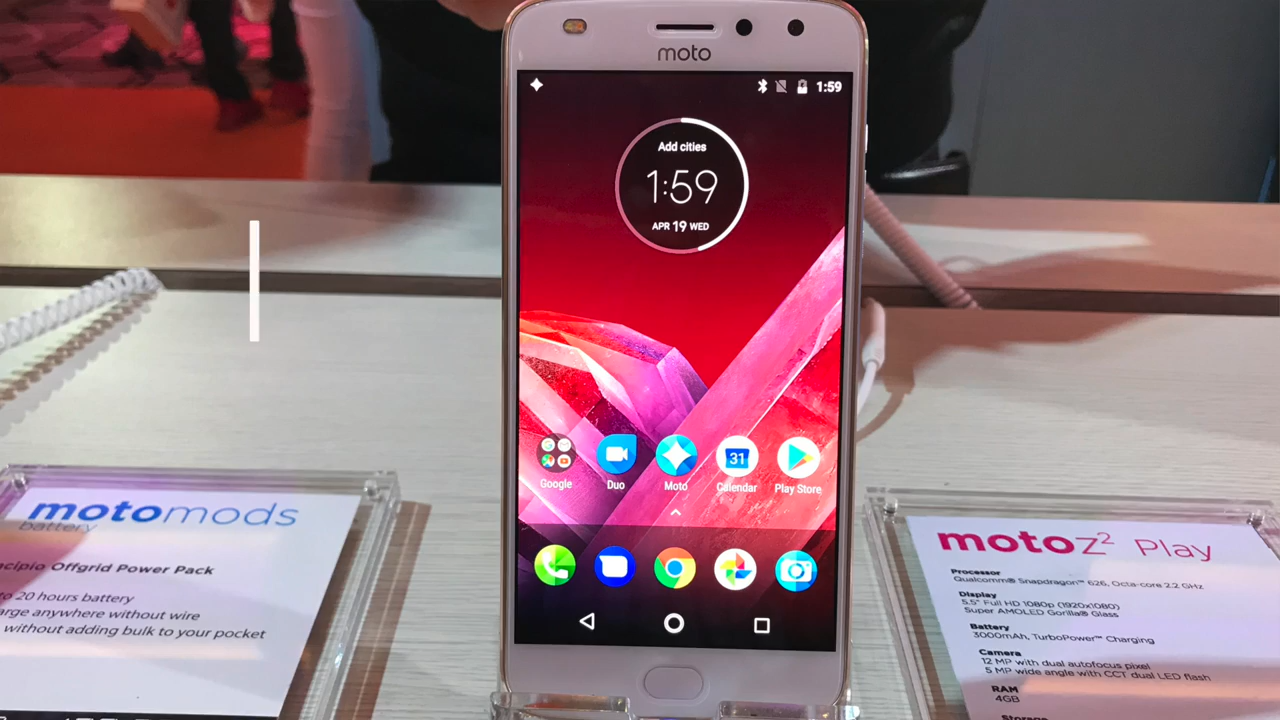 moto
1:59
Add cities
1:59
APR 19 WED
31
Google
Duo
Moto
Calendar
Play Store
motomods
battery
Offgrid Power Pack
20 hours battery
anywhere without wire
without adding bulk to your pocket
moto z² Play
Processor
Qualcomm® Snapdragon™ 626, Octa-core 2.2 GHz
Display
5.5" Full HD 1080p (1920x1080)
Super AMOLED Gorilla® Glass
Battery
3000mAh, TurboPower™ Charging
Camera
12 MP with dual autofocus pixel
5 MP wide angle with CCT dual LED flash
RAM
4GB
Storage